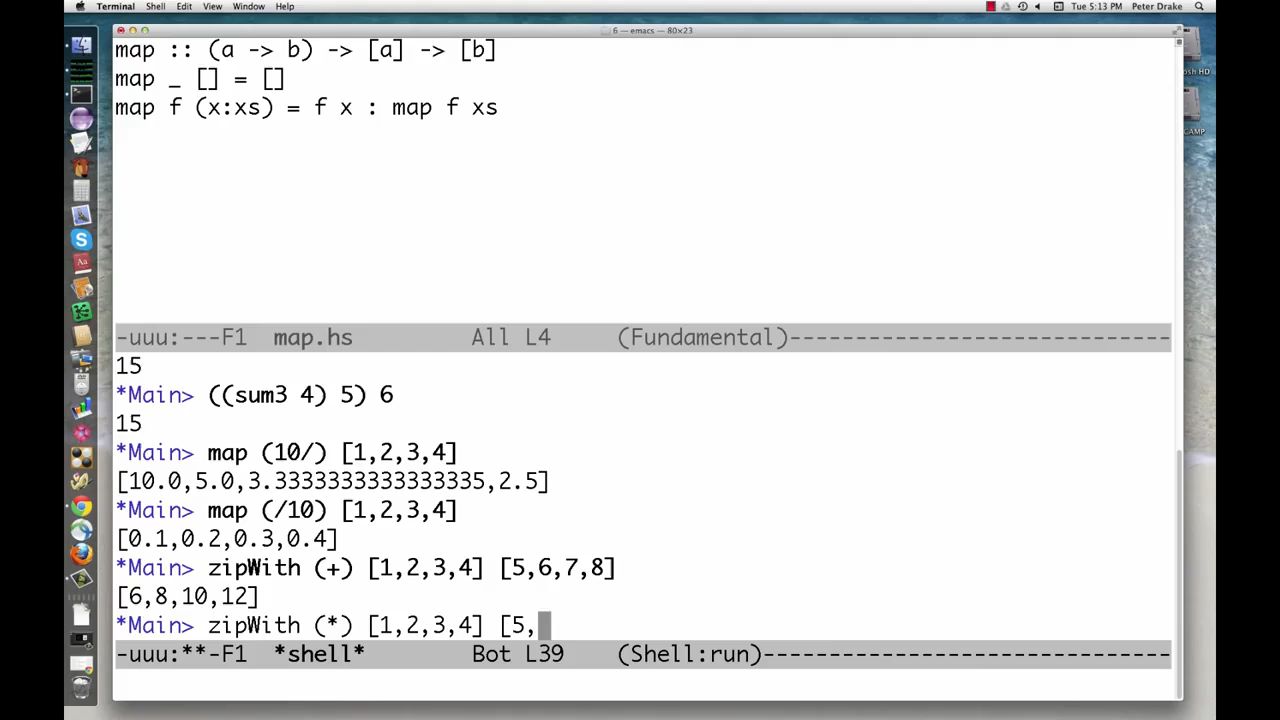 Terminal Shell Edit View Window Help Tue 5:13 PM Peter Drake
6 — emacs — 80×23
map :: (a -> b) -> [a] -> [b]
map _ [] = []
map f (x:xs) = f x : map f xs
-uuu:---F1 map.hs All L4 (Fundamental)-----------------------------
15
*Main> ((sum3 4) 5) 6
15
*Main> map (10/) [1,2,3,4]
[10.0,5.0,3.3333333333333335,2.5]
*Main> map (/10) [1,2,3,4]
[0.1,0.2,0.3,0.4]
*Main> zipWith (+) [1,2,3,4] [5,6,7,8]
[6,8,10,12]
*Main> zipWith (*) [1,2,3,4] [5,
-uuu:**-F1 *shell* Bot L39 (Shell:run)-------------------------------